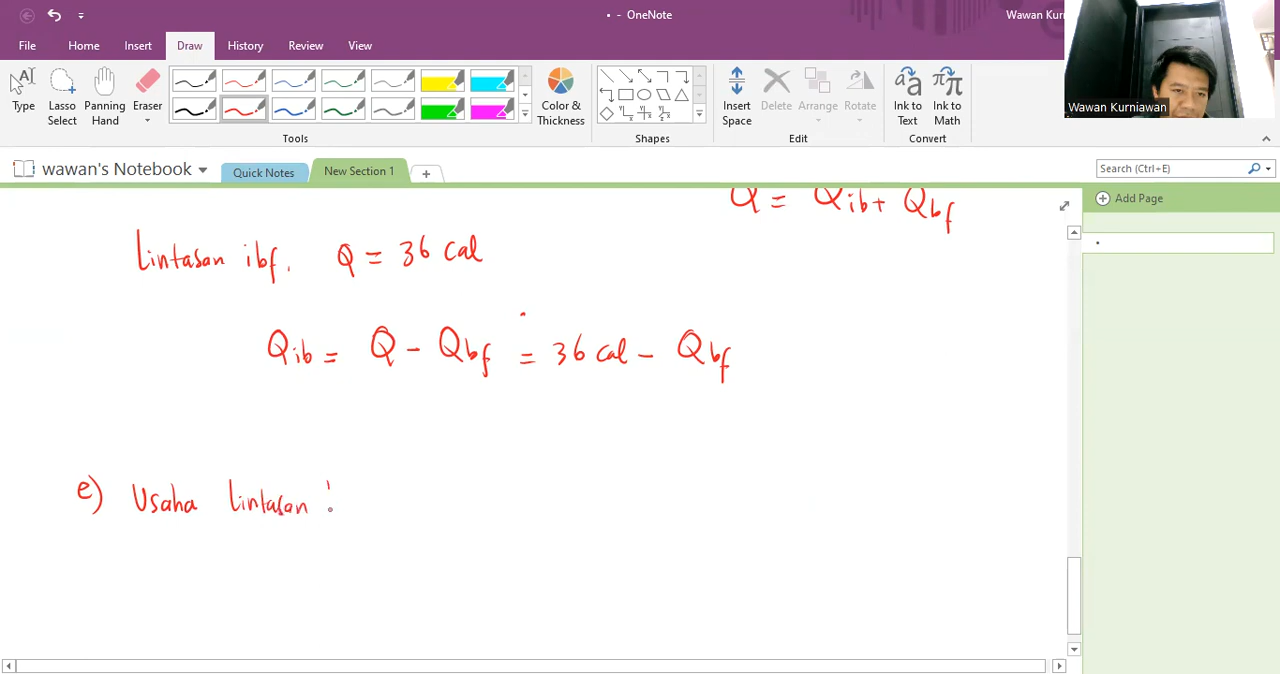 • - OneNote
Wawan Kur
File Home Insert Draw History Review View
Type Lasso Select Panning Hand Eraser
Color & Thickness
Insert Space Delete Arrange Rotate
Ink to Text Ink to Math
Tools Shapes Edit Convert
Wawan Kurniawan
wawan's Notebook Quick Notes New Section 1
Search (Ctrl+E)
Add Page
Q = Qib + Qbf
Lintasan ibf. Q = 36 cal
Qib = Q - Qbf = 36 cal - Qbf
e) Usaha lintasan